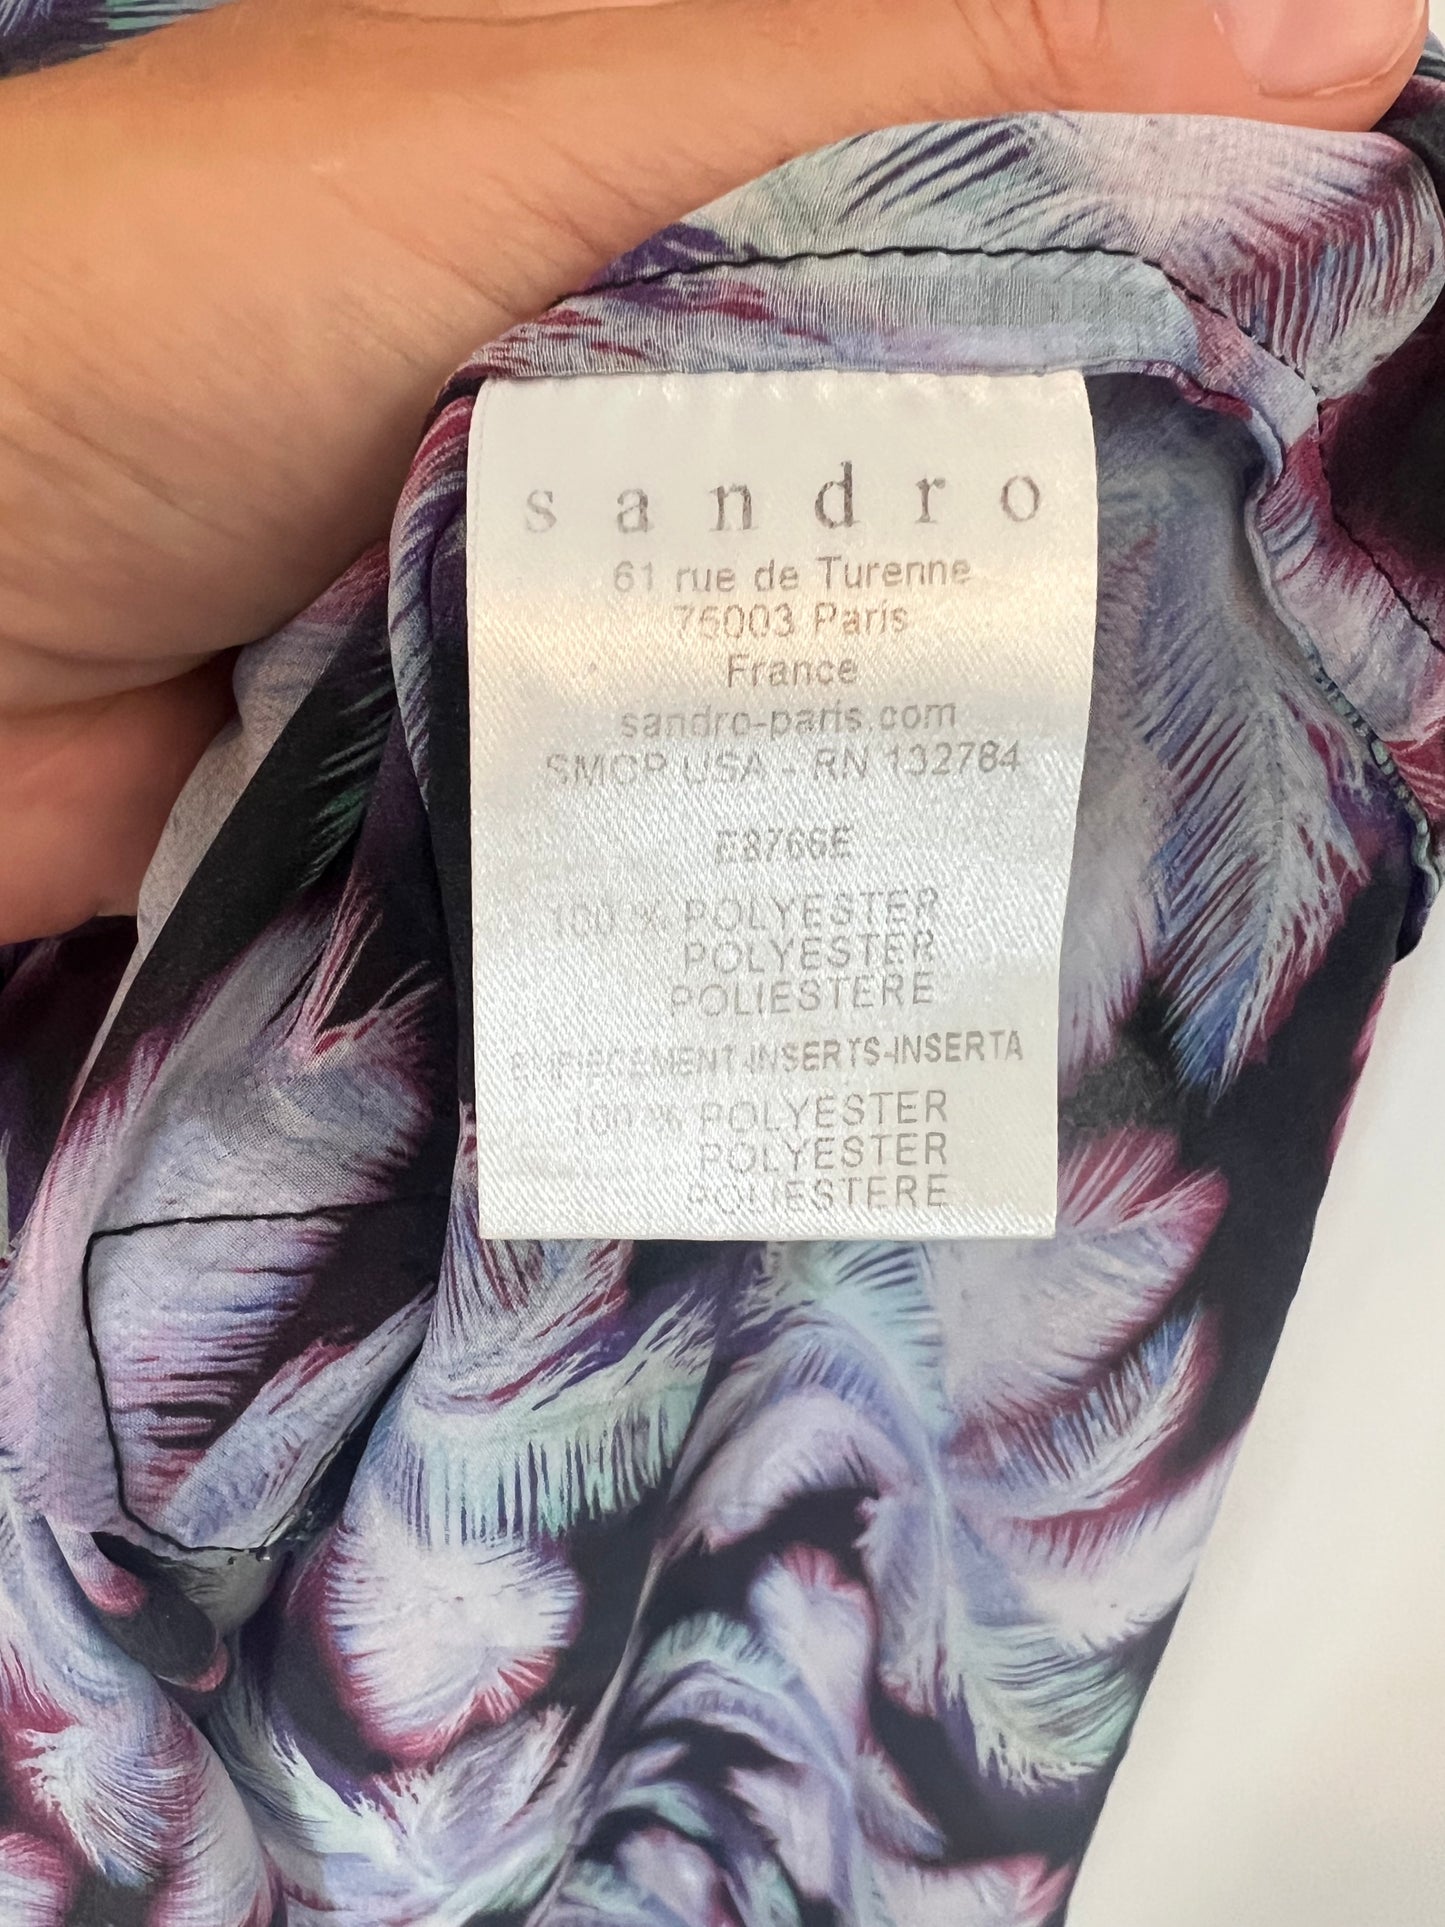 sandro
61 rue de Turenne
75003 Paris
France
sandro-paris.com
SMCP USA - RN 132784
E8766E
100 % POLYESTER
POLYESTER
POLIESTERE
EMPIECEMENT-INSERTS-INSERTA
100 % POLYESTER
POLYESTER
POLIESTERE